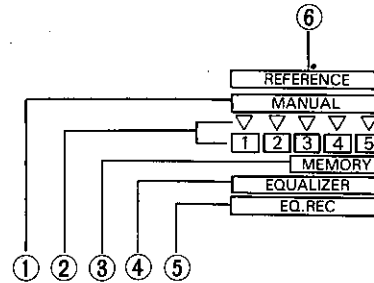 ⑥
REFERENCE
MANUAL
▽ ▽ ▽ ▽ ▽
1 2 3 4 5
MEMORY
EQUALIZER
EQ.REC
① ② ③ ④ ⑤